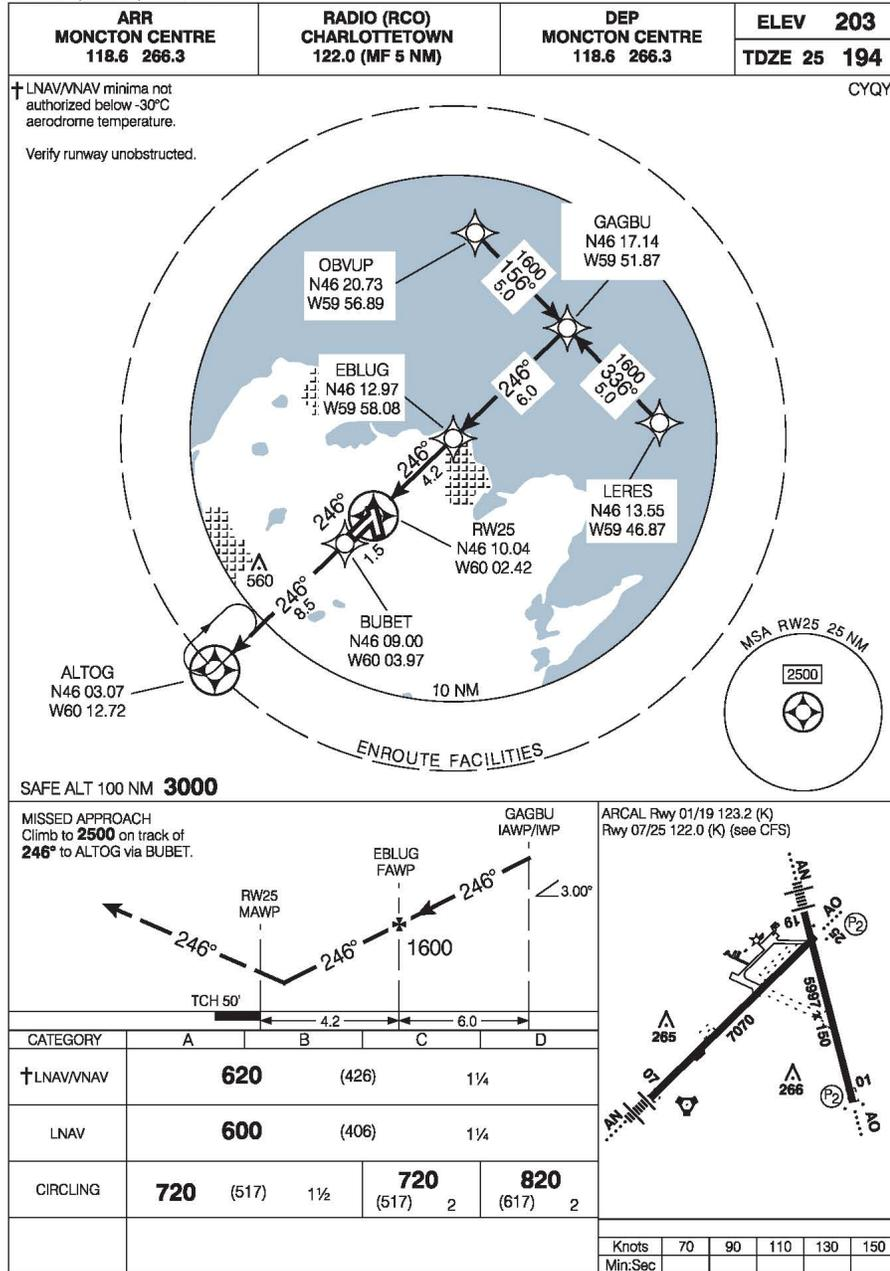 ARR
MONCTON CENTRE
118.6 266.3
RADIO (RCO)
CHARLOTTETOWN
122.0 (MF 5 NM)
DEP
MONCTON CENTRE
118.6 266.3
ELEV 203
TDZE 25 194
† LNAV/VNAV minima not
authorized below -30°C
aerodrome temperature.
Verify runway unobstructed.
CYQY
OBVUP
N46 20.73
W59 56.89
GAGBU
N46 17.14
W59 51.87
1600
156°
5.0
1600
336°
5.0
EBLUG
N46 12.97
W59 58.08
246°
6.0
LERES
N46 13.55
W59 46.87
246°
4.2
RW25
N46 10.04
W60 02.42
246°
1.5
560
BUBET
N46 09.00
W60 03.97
246°
8.5
ALTOG
N46 03.07
W60 12.72
10 NM
ENROUTE FACILITIES
MSA RW25 25 NM
2500
SAFE ALT 100 NM 3000
MISSED APPROACH
Climb to 2500 on track of
246° to ALTOG via BUBET.
GAGBU
IAWP/IWP
EBLUG
FAWP
RW25
MAWP
246°
3.00°
1600
246°
246°
TCH 50'
4.2
6.0
ARCAL Rwy 01/19 123.2 (K)
Rwy 07/25 122.0 (K) (see CFS)
AN
19
AO
25
P2
5997 x 150
7070
265
266
07
AN
01
P2
AO
CATEGORY A B C D
† LNAV/VNAV 620 (426) 1¼
LNAV 600 (406) 1¼
CIRCLING 720 (517) 1½ 720 (517) 2 820 (617) 2
Knots 70 90 110 130 150
Min:Sec